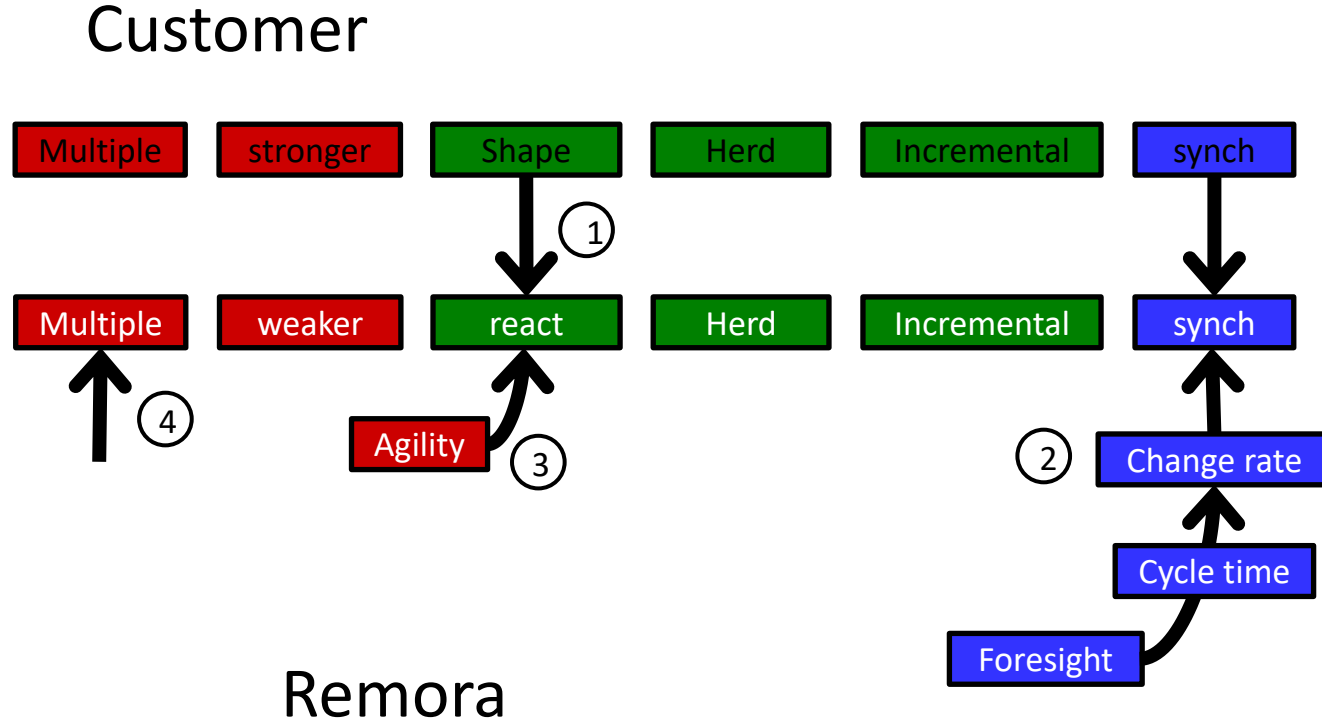 Customer
Multiple stronger Shape Herd Incremental synch
1
Multiple weaker react Herd Incremental synch
4
Agility
3
2
Change rate
Cycle time
Foresight
Remora